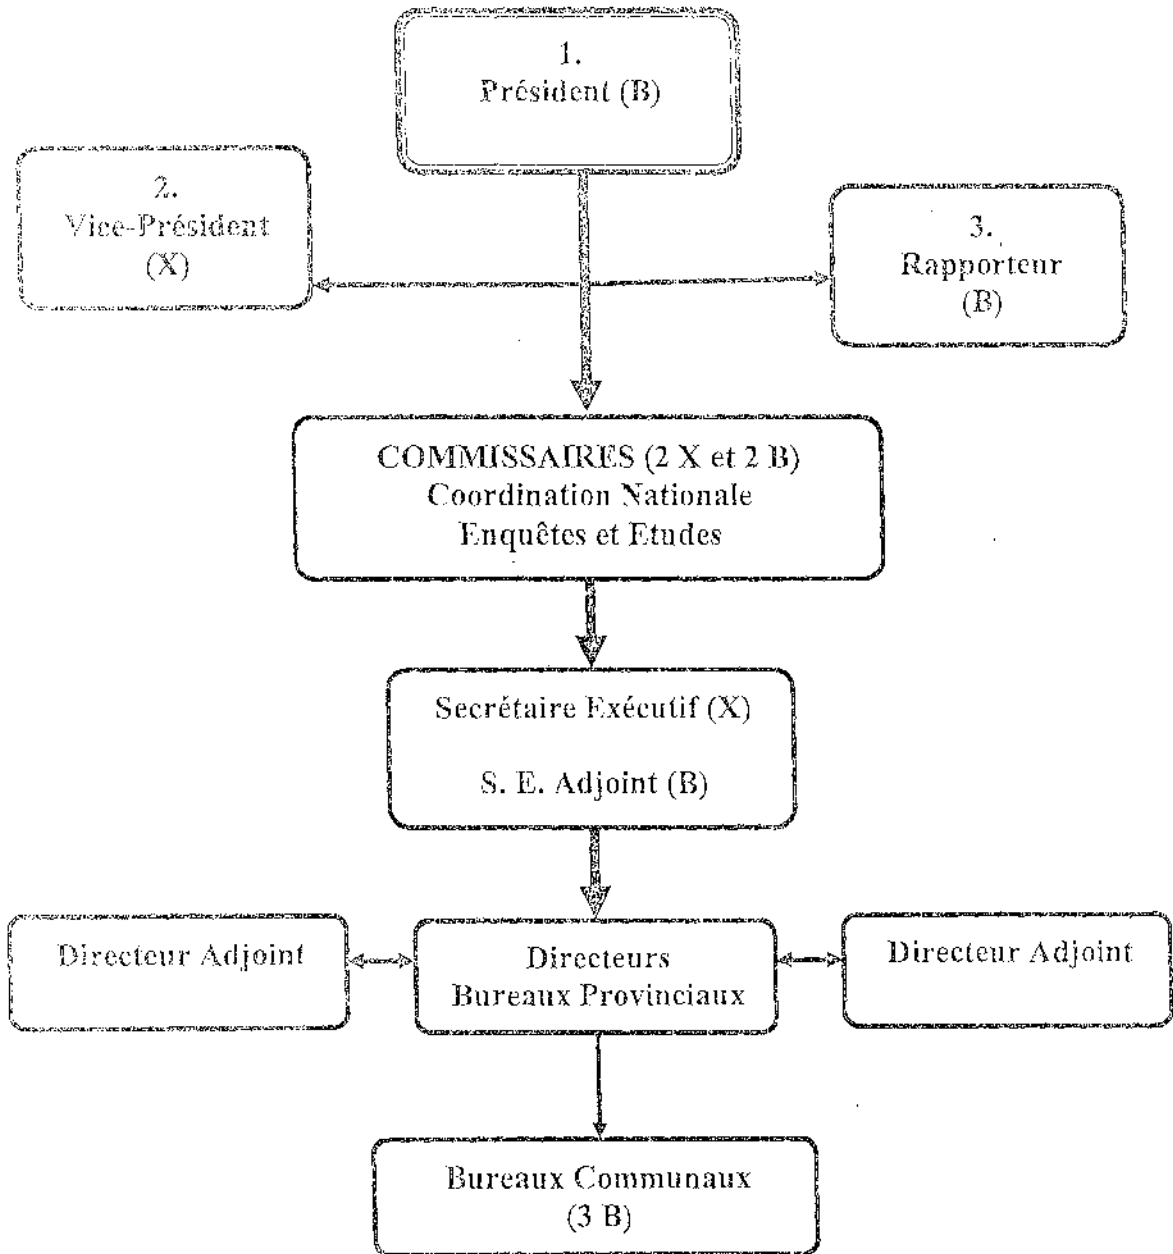 1.
Président (B)
2.
Vice-Président
(X)
3.
Rapporteur
(B)
COMMISSAIRES (2 X et 2 B)
Coordination Nationale
Enquêtes et Etudes
Secrétaire Exécutif (X)
S. E. Adjoint (B)
Directeur Adjoint
Directeurs
Bureaux Provinciaux
Directeur Adjoint
Bureaux Communaux
(3 B)